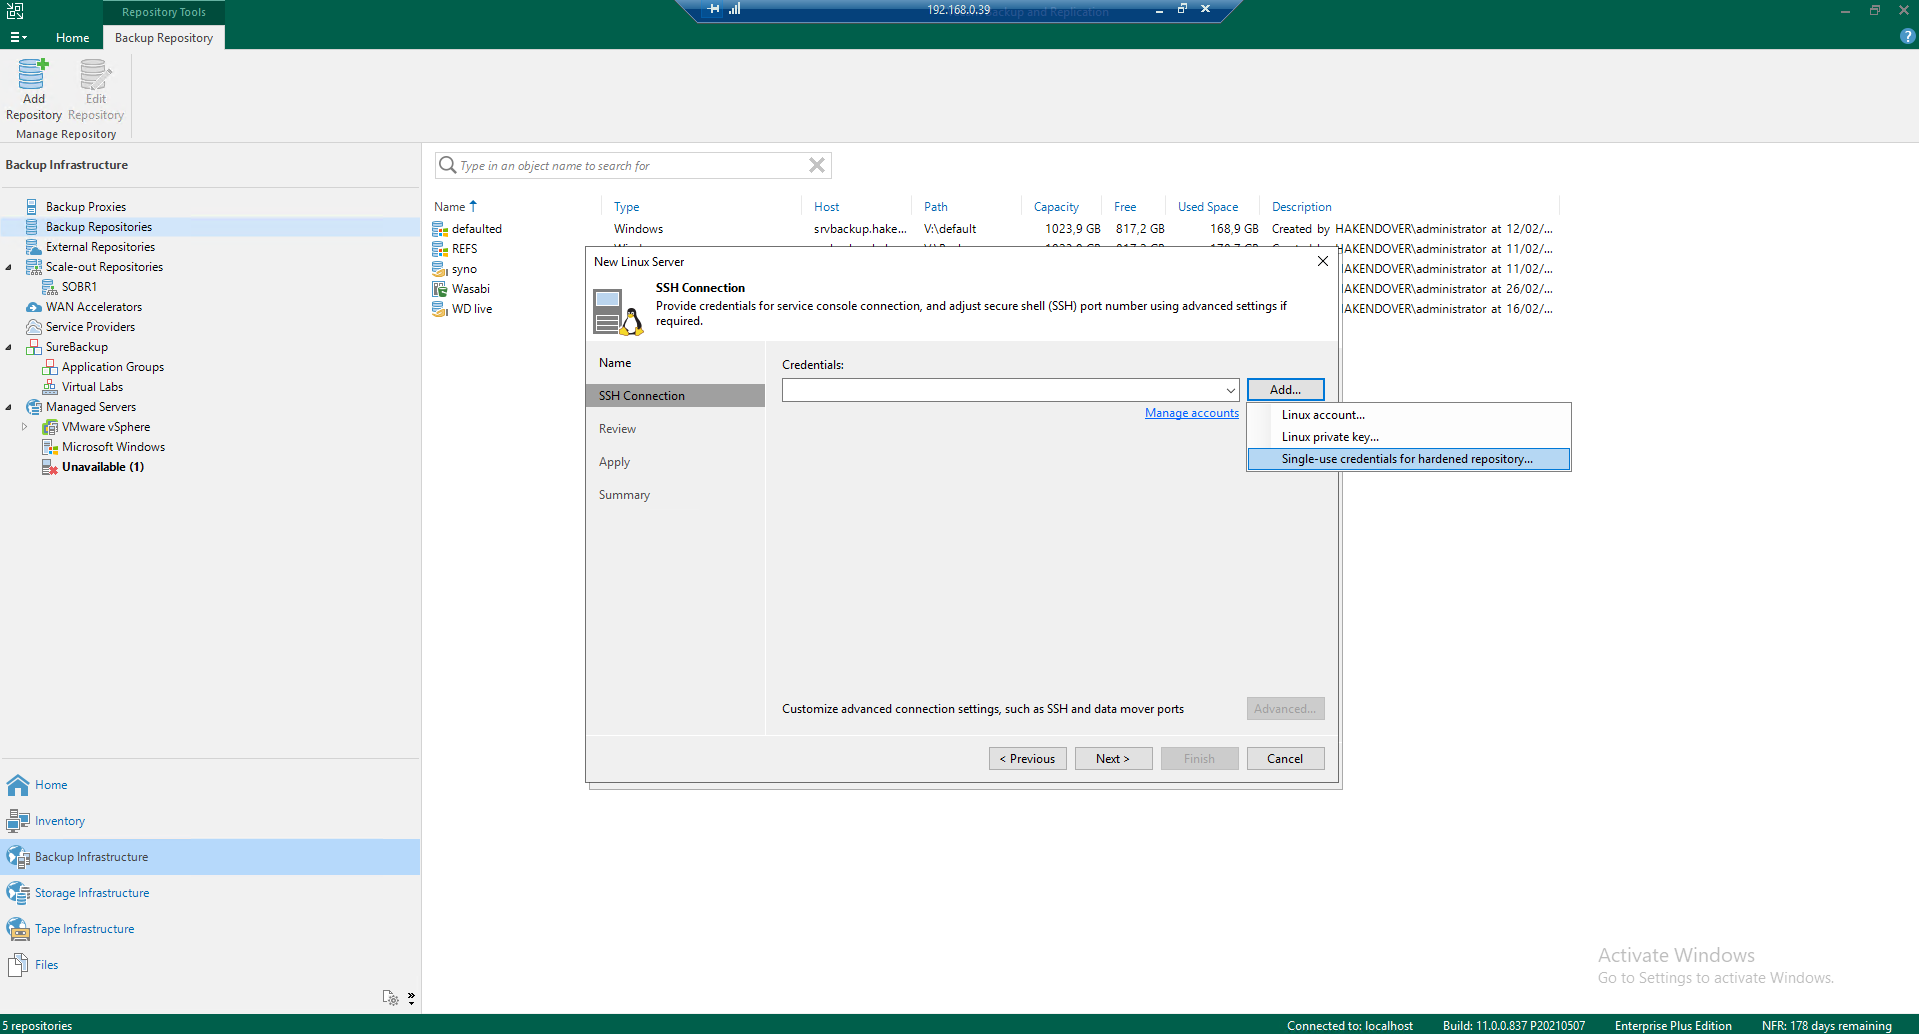 Repository Tools
192.168.0.39
Backup and Replication
Home
Backup Repository
Add
Repository
Edit
Repository
Manage Repository
Backup Infrastructure
Backup Proxies
Backup Repositories
External Repositories
Scale-out Repositories
SOBR1
WAN Accelerators
Service Providers
SureBackup
Application Groups
Virtual Labs
Managed Servers
VMware vSphere
Microsoft Windows
Unavailable (1)
Home
Inventory
Backup Infrastructure
Storage Infrastructure
Tape Infrastructure
Files
Type in an object name to search for
Name Type Host Path Capacity Free Used Space Description
defaulted Windows srvbackup.hake... V:\default 1023,9 GB 817,2 GB 168,9 GB Created by HAKENDOVER\administrator at 12/02/...
REFS HAKENDOVER\administrator at 11/02/...
syno AKENDOVER\administrator at 11/02/...
Wasabi AKENDOVER\administrator at 26/02/...
WD live AKENDOVER\administrator at 16/02/...
New Linux Server
SSH Connection
Provide credentials for service console connection, and adjust secure shell (SSH) port number using advanced settings if
required.
Name
SSH Connection
Review
Apply
Summary
Credentials:
Add...
Manage accounts
Linux account...
Linux private key...
Single-use credentials for hardened repository...
Customize advanced connection settings, such as SSH and data mover ports
Advanced...
< Previous
Next >
Finish
Cancel
Activate Windows
Go to Settings to activate Windows.
5 repositories
Connected to: localhost
Build: 11.0.0.837 P20210507
Enterprise Plus Edition
NFR: 178 days remaining